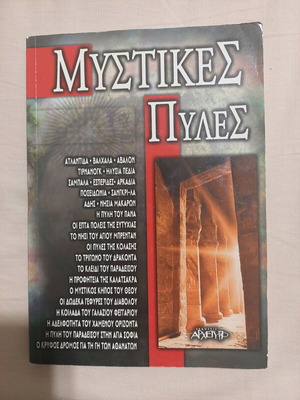 ΜΥΣΤΙΚΕΣ
ΠΥΛΕΣ
ΑΤΛΑΝΤΙΔΑ • ΒΑΛΧΑΛΑ • ΑΒΑΛΟΝ
ΤΙΡΝΑΝΟΓΚ • ΗΛΥΣΙΑ ΠΕΔΙΑ
ΣΑΜΠΑΛΑ • ΕΣΠΕΡΙΔΕΣ • ΑΡΚΑΔΙΑ
ΠΟΣΕΙΔΩΝΙΑ • ΣΑΝΓΚΡΙ-ΛΑ
ΑΔΗΣ • ΝΗΣΙΑ ΜΑΚΑΡΩΝ
Η ΠΥΛΗ ΤΟΥ ΠΑΝΑ
ΟΙ ΕΠΤΑ ΠΟΛΕΙΣ ΤΗΣ ΕΥΤΥΧΙΑΣ
ΤΟ ΝΗΣΙ ΤΟΥ ΑΓΙΟΥ ΜΠΡΕΝΤΑΝ
ΟΙ ΠΥΛΕΣ ΤΗΣ ΚΟΛΑΣΗΣ
ΤΟ ΤΡΙΓΩΝΟ ΤΟΥ ΔΡΑΚΟΝΤΑ
ΤΟ ΚΛΕΙΔΙ ΤΟΥ ΠΑΡΑΔΕΙΣΟΥ
Η ΠΡΟΦΗΤΕΙΑ ΤΗΣ ΚΑΛΑΤΣΑΚΡΑ
Ο ΜΥΣΤΙΚΟΣ ΚΗΠΟΣ ΤΟΥ ΘΕΟΥ
ΟΙ ΔΩΔΕΚΑ ΓΕΦΥΡΕΣ ΤΟΥ ΔΙΑΒΟΛΟΥ
Η ΚΟΙΛΑΔΑ ΤΟΥ ΓΑΛΑΖΙΟΥ ΦΕΓΓΑΡΙΟΥ
Η ΑΔΕΛΦΟΤΗΤΑ ΤΟΥ ΧΑΜΕΝΟΥ ΟΡΙΖΟΝΤΑ
Η ΠΥΛΗ ΤΟΥ ΠΑΡΑΔΕΙΣΟΥ ΣΤΗΝ ΑΓΙΑ ΣΟΦΙΑ
Ο ΚΡΥΦΟΣ ΔΡΟΜΟΣ ΓΙΑ ΤΗ ΓΗ ΤΩΝ ΑΘΑΝΑΤΩΝ
ΑΡΧΕΤΥΠΟ